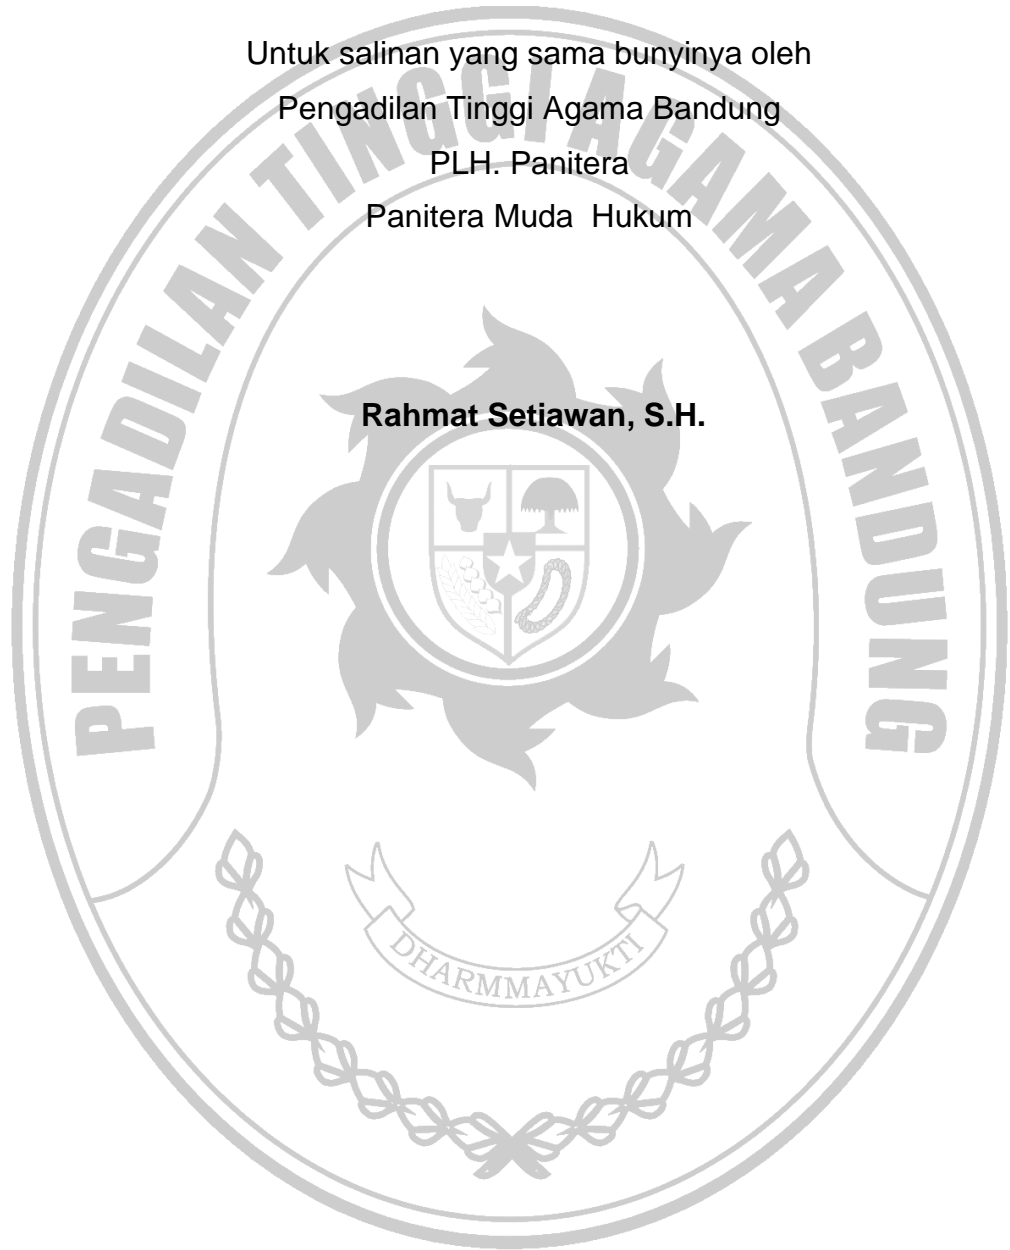 Untuk salinan yang sama bunyinya oleh
Pengadilan Tinggi Agama Bandung
PLH. Panitera
Panitera Muda  Hukum
Rahmat Setiawan, S.H.
PENGADILAN TINGGI AGAMA BANDUNG
DHARMMAYUKTI